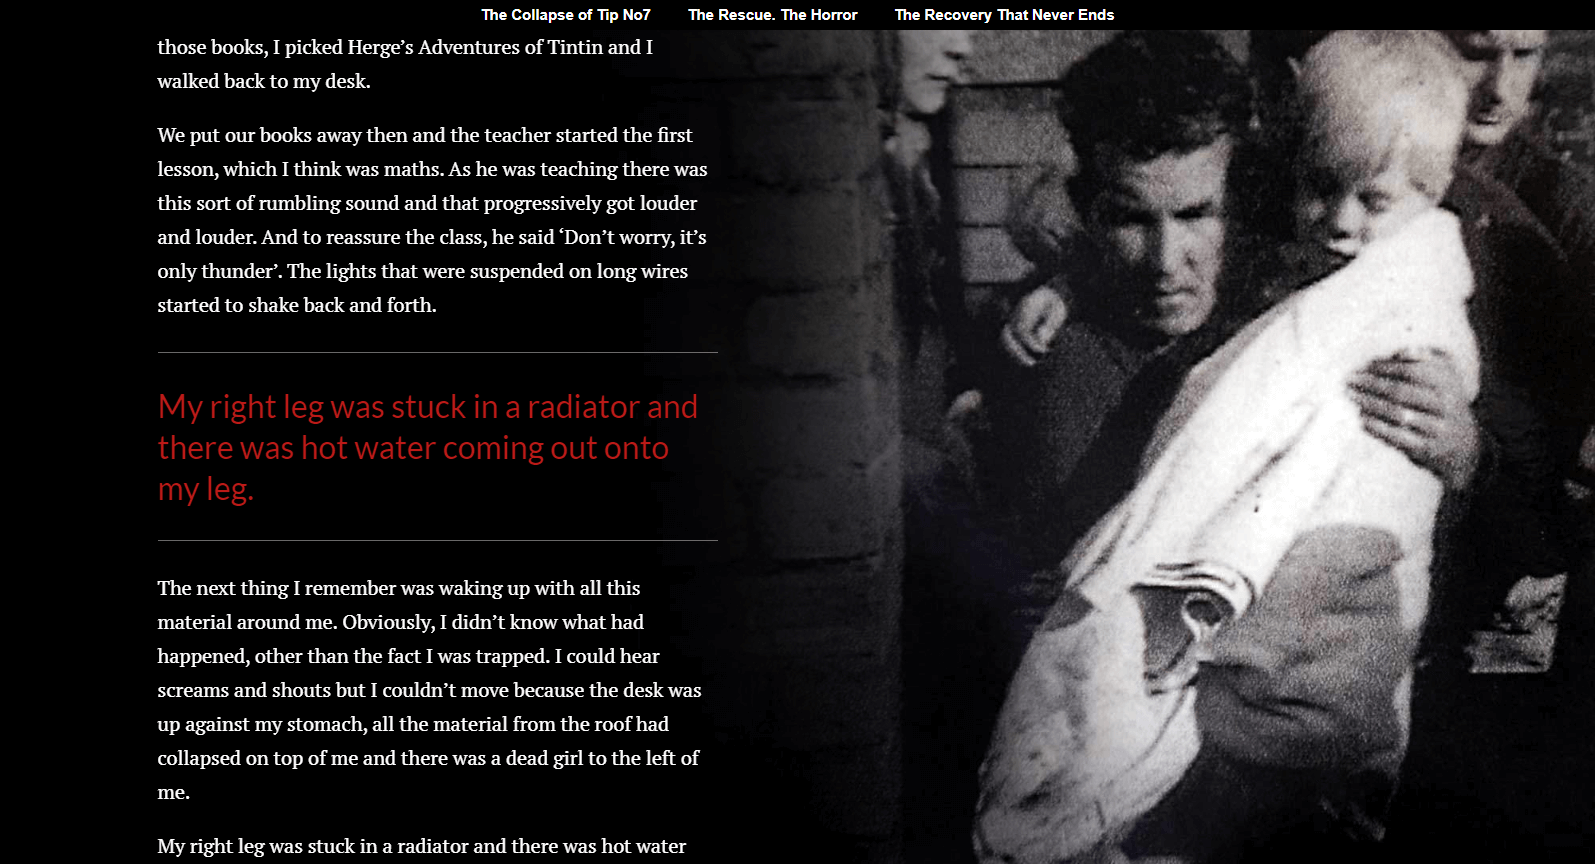 The Collapse of Tip No7 The Rescue. The Horror The Recovery That Never Ends
those books, I picked Herge’s Adventures of Tintin and I
walked back to my desk.
We put our books away then and the teacher started the first
lesson, which I think was maths. As he was teaching there was
this sort of rumbling sound and that progressively got louder
and louder. And to reassure the class, he said ‘Don’t worry, it’s
only thunder’. The lights that were suspended on long wires
started to shake back and forth.
My right leg was stuck in a radiator and
there was hot water coming out onto
my leg.
The next thing I remember was waking up with all this
material around me. Obviously, I didn’t know what had
happened, other than the fact I was trapped. I could hear
screams and shouts but I couldn’t move because the desk was
up against my stomach, all the material from the roof had
collapsed on top of me and there was a dead girl to the left of
me.
My right leg was stuck in a radiator and there was hot water